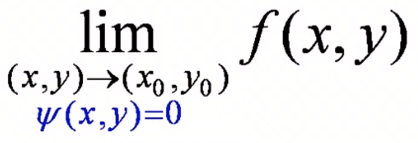 lim f(x,y)
(x,y)→(x₀,y₀)
ψ(x,y)=0